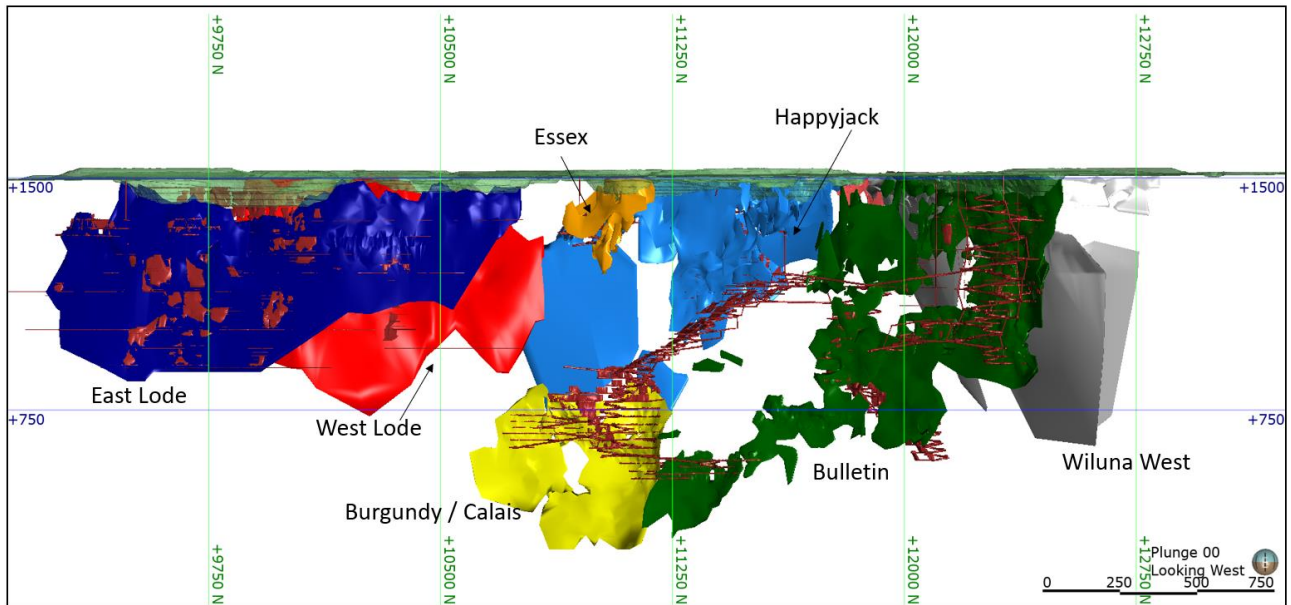 +9750 N
+10500 N
+11250 N
+12000 N
+12750 N
Happyjack
Essex
+1500
+1500
East Lode
West Lode
+750
+750
Bulletin
Wiluna West
Burgundy / Calais
+9750 N
+10500 N
+11250 N
+12000 N
+12750 N
Plunge 00
Looking West
0 250 500 750